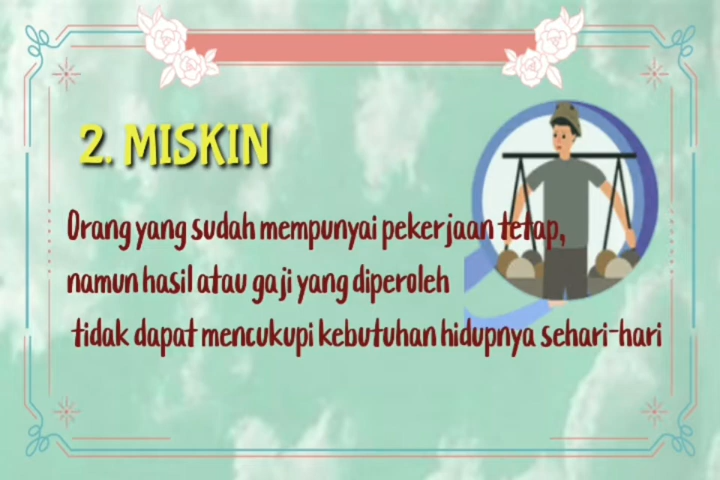 2. MISKIN
Orang yang sudah mempunyai pekerjaan tetap,
namun hasil atau gaji yang diperoleh
tidak dapat mencukupi kebutuhan hidupnya sehari-hari